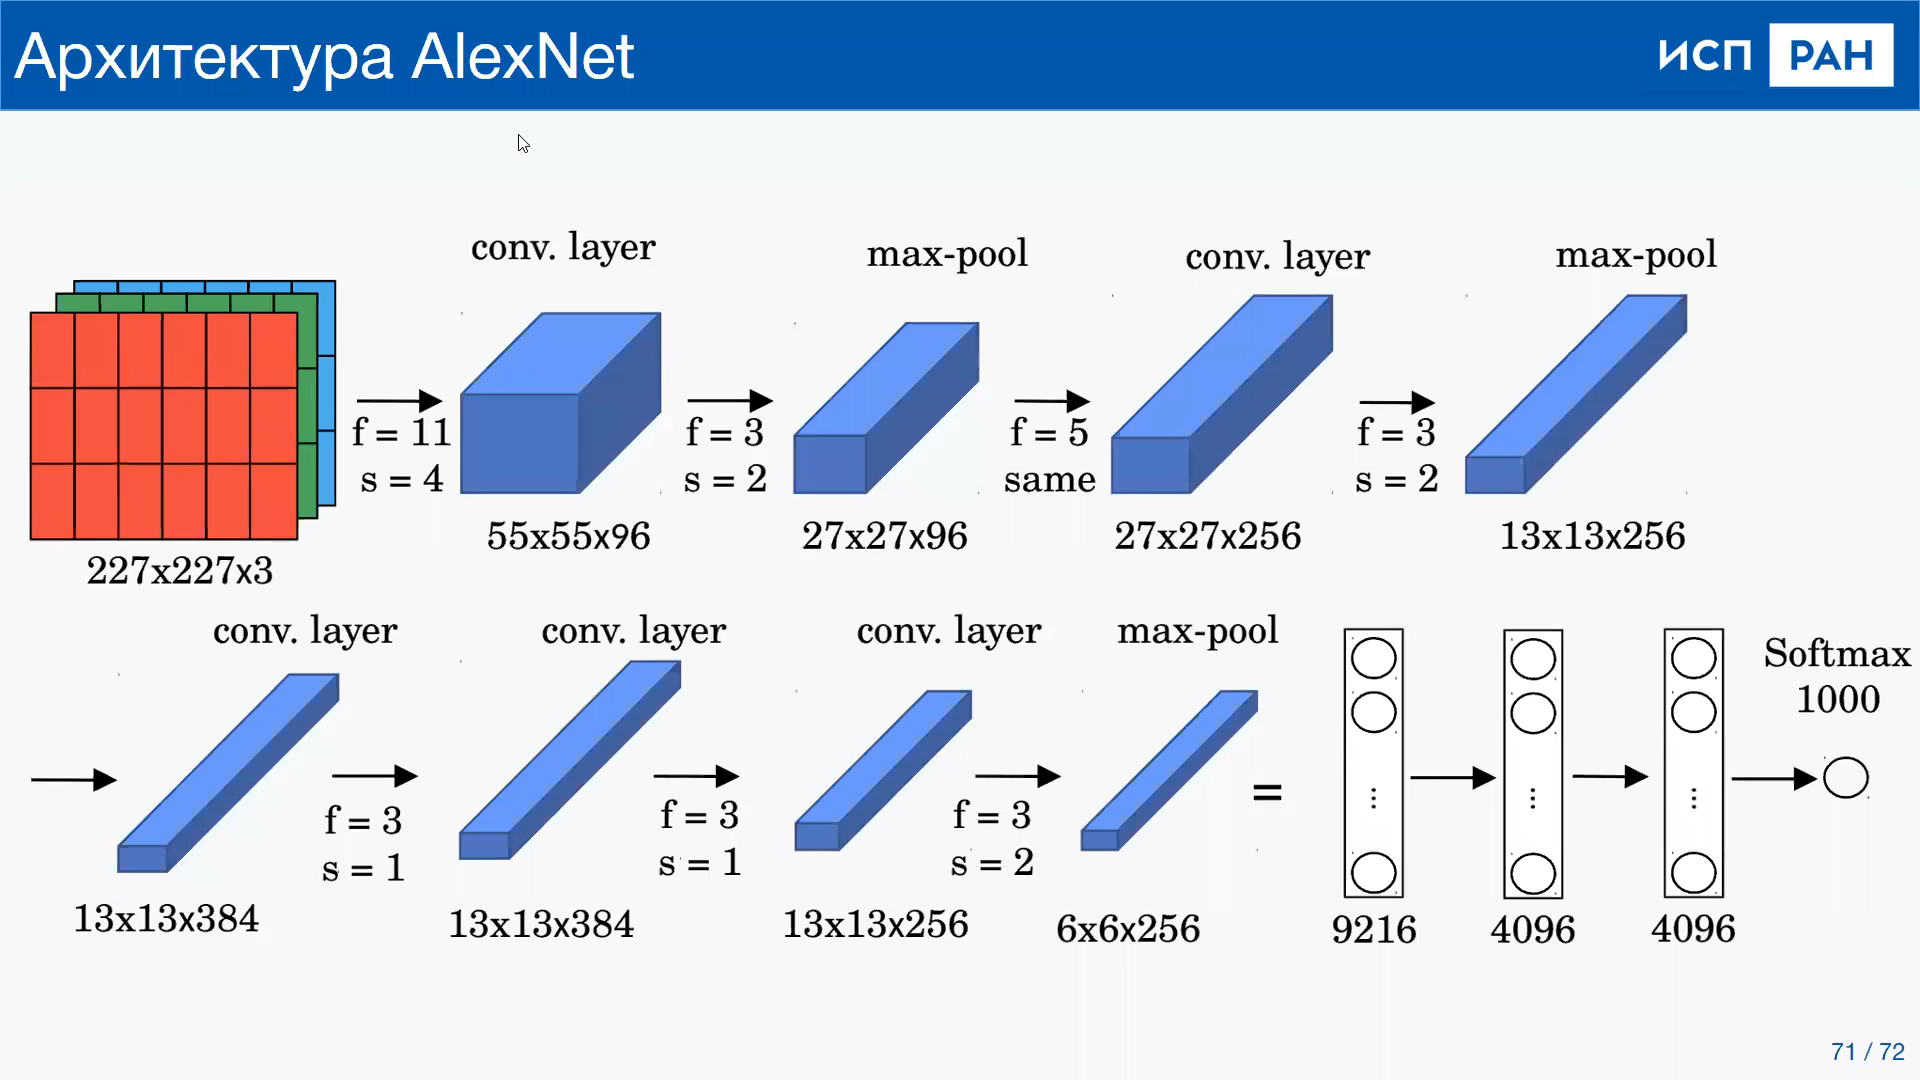 Архитектура AlexNet
ИСП РАН
conv. layer
max-pool
conv. layer
max-pool
f = 11
s = 4
f = 3
s = 2
f = 5
same
f = 3
s = 2
227x227x3
55x55x96
27x27x96
27x27x256
13x13x256
conv. layer
conv. layer
conv. layer
max-pool
Softmax
1000
f = 3
s = 1
f = 3
s = 1
f = 3
s = 2
=
...
...
...
13x13x384
13x13x384
13x13x256
6x6x256
9216
4096
4096
71 / 72